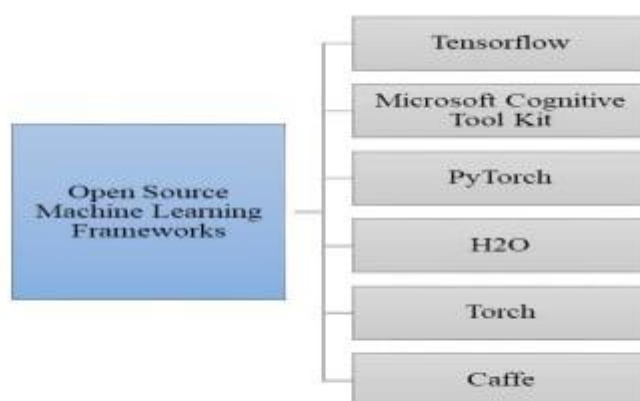 Open Source
Machine Learning
Frameworks
Tensorflow
Microsoft Cognitive
Tool Kit
PyTorch
H2O
Torch
Caffe